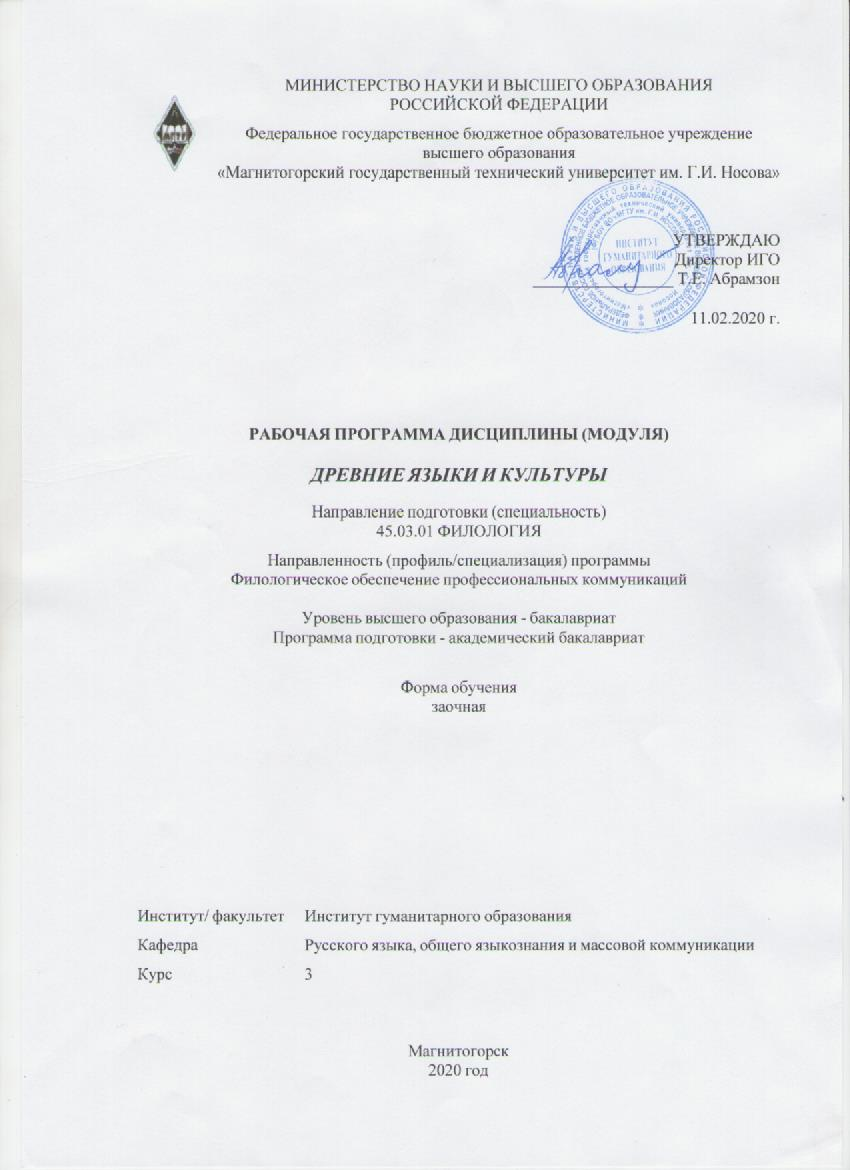 МИНИСТЕРСТВО НАУКИ И ВЫСШЕГО ОБРАЗОВАНИЯ
РОССИЙСКОЙ ФЕДЕРАЦИИ
Федеральное государственное бюджетное образовательное учреждение
высшего образования
«Магнитогорский государственный технический университет им. Г.И. Носова»
УТВЕРЖДАЮ
Директор ИГО
Т.Е. Абрамзон
11.02.2020 г.
ИНСТИТУТ
ГУМАНИТАРНОГО
ОБРАЗОВАНИЯ
РАБОЧАЯ ПРОГРАММА ДИСЦИПЛИНЫ (МОДУЛЯ)
ДРЕВНИЕ ЯЗЫКИ И КУЛЬТУРЫ
Направление подготовки (специальность)
45.03.01 ФИЛОЛОГИЯ
Направленность (профиль/специализация) программы
Филологическое обеспечение профессиональных коммуникаций
Уровень высшего образования - бакалавриат
Программа подготовки - академический бакалавриат
Форма обучения
заочная
Институт/ факультет Институт гуманитарного образования
Кафедра Русского языка, общего языкознания и массовой коммуникации
Курс 3
Магнитогорск
2020 год